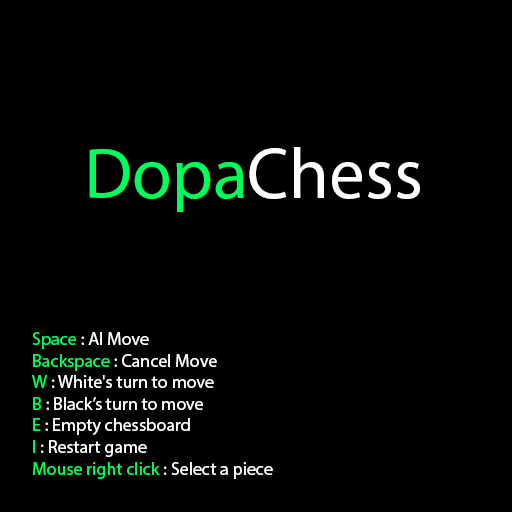 DopaChess
Space : AI Move
Backspace : Cancel Move
W : White's turn to move
B : Black’s turn to move
E : Empty chessboard
I : Restart game
Mouse right click : Select a piece